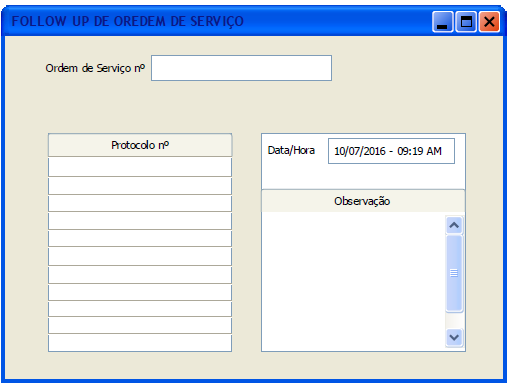 FOLLOW UP DE OREDEM DE SERVIÇO
Ordem de Serviço nº
Protocolo nº
Data/Hora 10/07/2016 - 09:19 AM
Observação